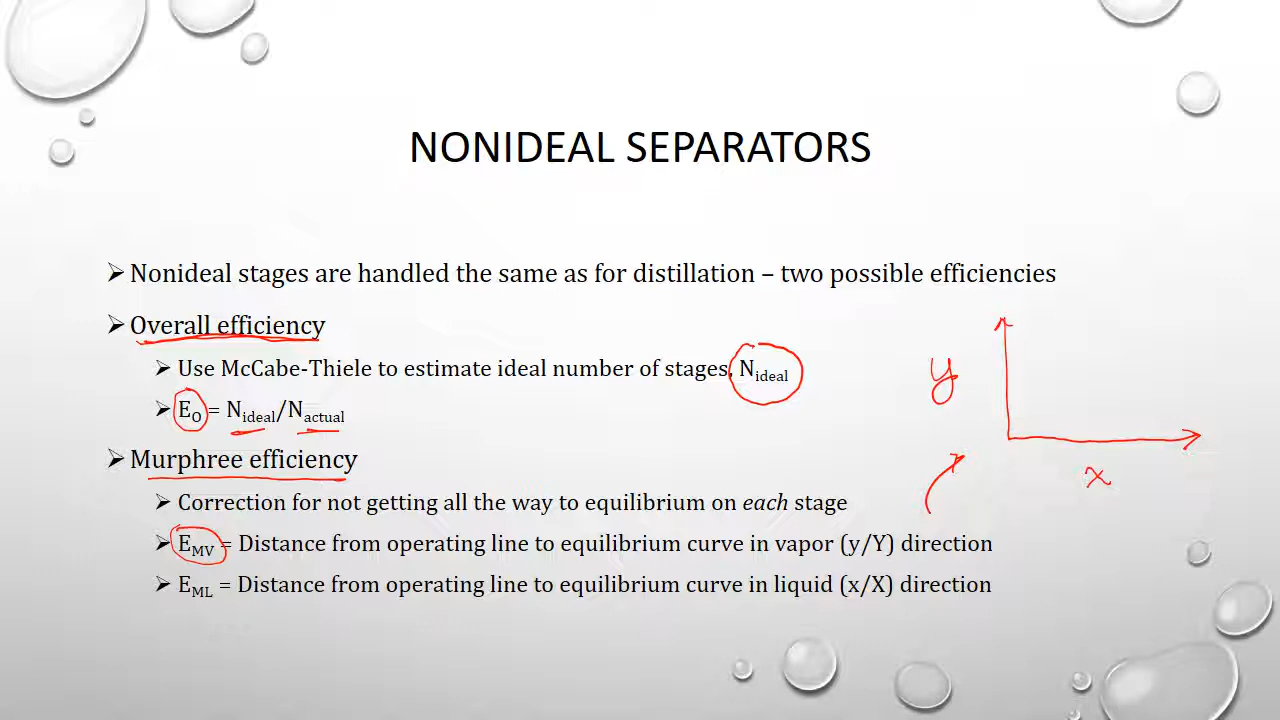 NONIDEAL SEPARATORS
Nonideal stages are handled the same as for distillation – two possible efficiencies
Overall efficiency
Use McCabe-Thiele to estimate ideal number of stages, Nideal
EO = Nideal/Nactual
Murphree efficiency
Correction for not getting all the way to equilibrium on each stage
EMV = Distance from operating line to equilibrium curve in vapor (y/Y) direction
EML = Distance from operating line to equilibrium curve in liquid (x/X) direction
y
x